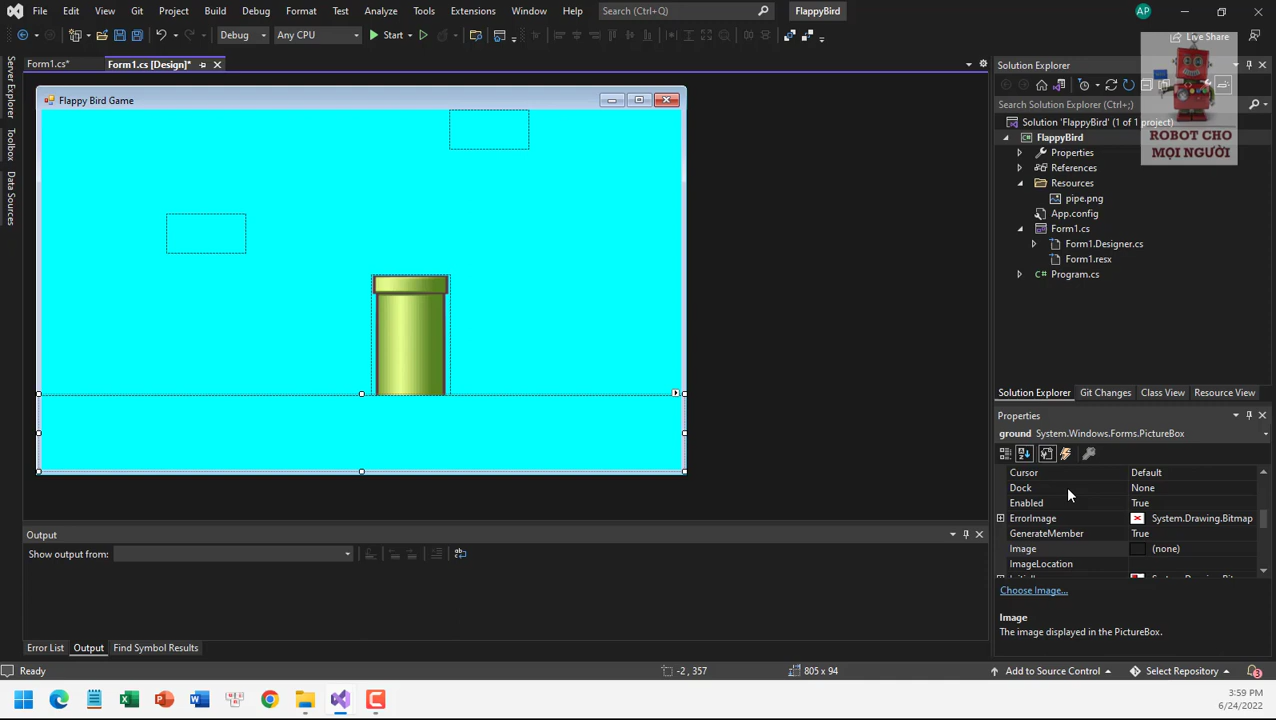 File Edit View Git Project Build Debug Test Analyze Tools Extensions Window Help Search (Ctrl+Q) FlappyBird AP
Debug Any CPU Start Live Share
Form1.cs* Form1.cs [Design]*
Server Explorer
Toolbox
Data Sources
Flappy Bird Game
Solution Explorer
Search Solution Explorer (Ctrl+;)
Solution 'FlappyBird' (1 of 1 project)
FlappyBird
Properties
References
Resources
pipe.png
App.config
Form1.cs
Form1.Designer.cs
Form1.resx
Program.cs
ROBOT CHO
MỌI NGƯỜI
Solution Explorer Git Changes Class View Resource View
Properties
ground System.Windows.Forms.PictureBox
Cursor Default
Dock None
Enabled True
ErrorImage System.Drawing.Bitmap
GenerateMember True
Image (none)
ImageLocation
Choose Image...
Image
The image displayed in the PictureBox.
Output
Show output from:
Error List Output Find Symbol Results
Ready -2 , 357 805 x 94 Add to Source Control Select Repository 3
3:59 PM
6/24/2022